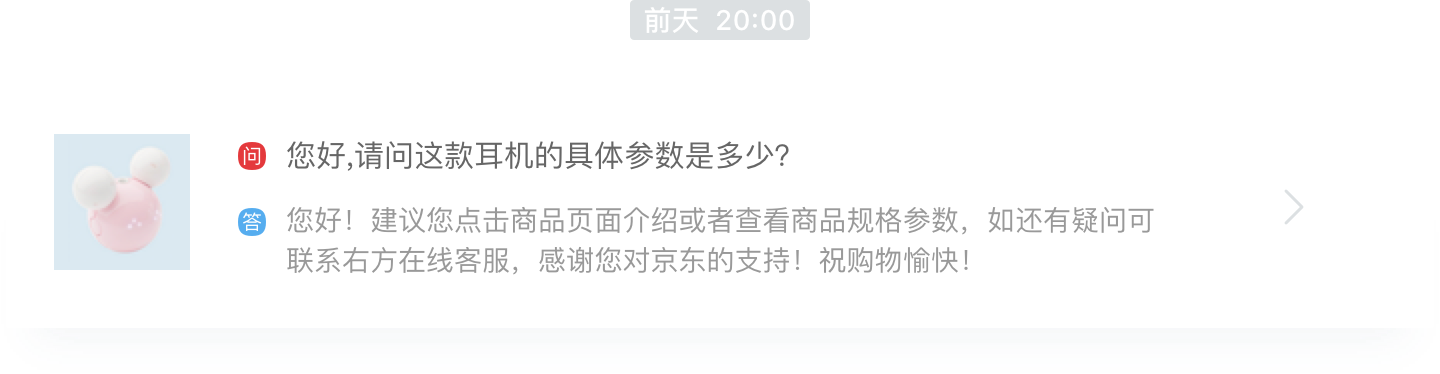 前天 20:00
问 您好,请问这款耳机的具体参数是多少?
答 您好！建议您点击商品页面介绍或者查看商品规格参数，如还有疑问可
联系右方在线客服，感谢您对京东的支持！祝购物愉快！